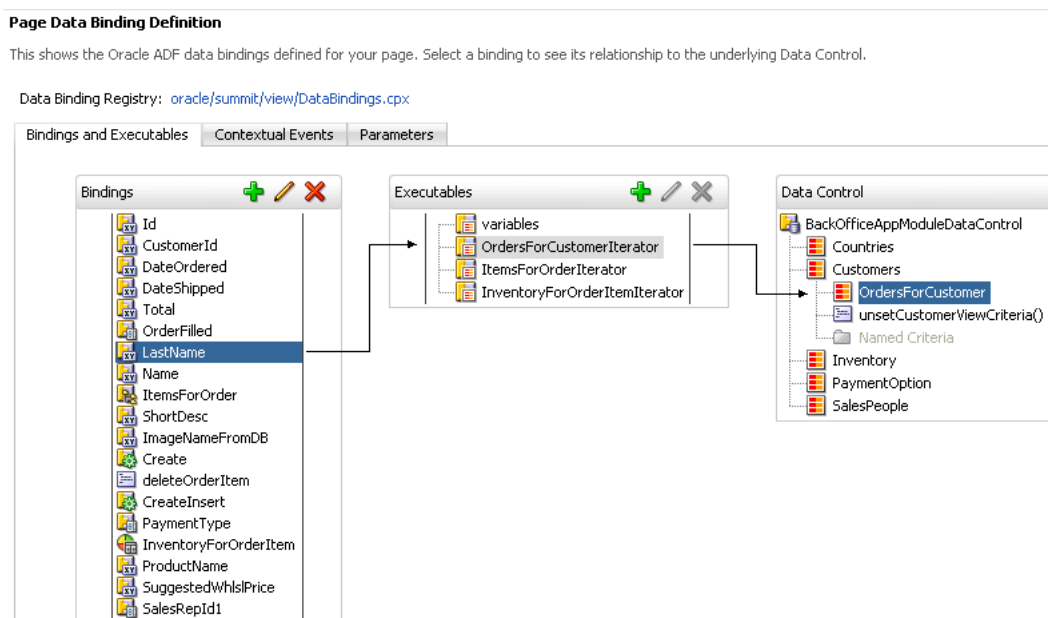 Page Data Binding Definition
This shows the Oracle ADF data bindings defined for your page. Select a binding to see its relationship to the underlying Data Control.
Data Binding Registry: oracle/summit/view/DataBindings.cpx
Bindings and Executables
Contextual Events
Parameters
Bindings
Id
CustomerId
DateOrdered
DateShipped
Total
OrderFilled
LastName
Name
ItemsForOrder
ShortDesc
ImageNameFromDB
Create
deleteOrderItem
CreateInsert
PaymentType
InventoryForOrderItem
ProductName
SuggestedWhlslPrice
SalesRepId1
Executables
variables
OrdersForCustomerIterator
ItemsForOrderIterator
InventoryForOrderItemIterator
Data Control
BackOfficeAppModuleDataControl
Countries
Customers
OrdersForCustomer
unsetCustomerViewCriteria()
Named Criteria
Inventory
PaymentOption
SalesPeople